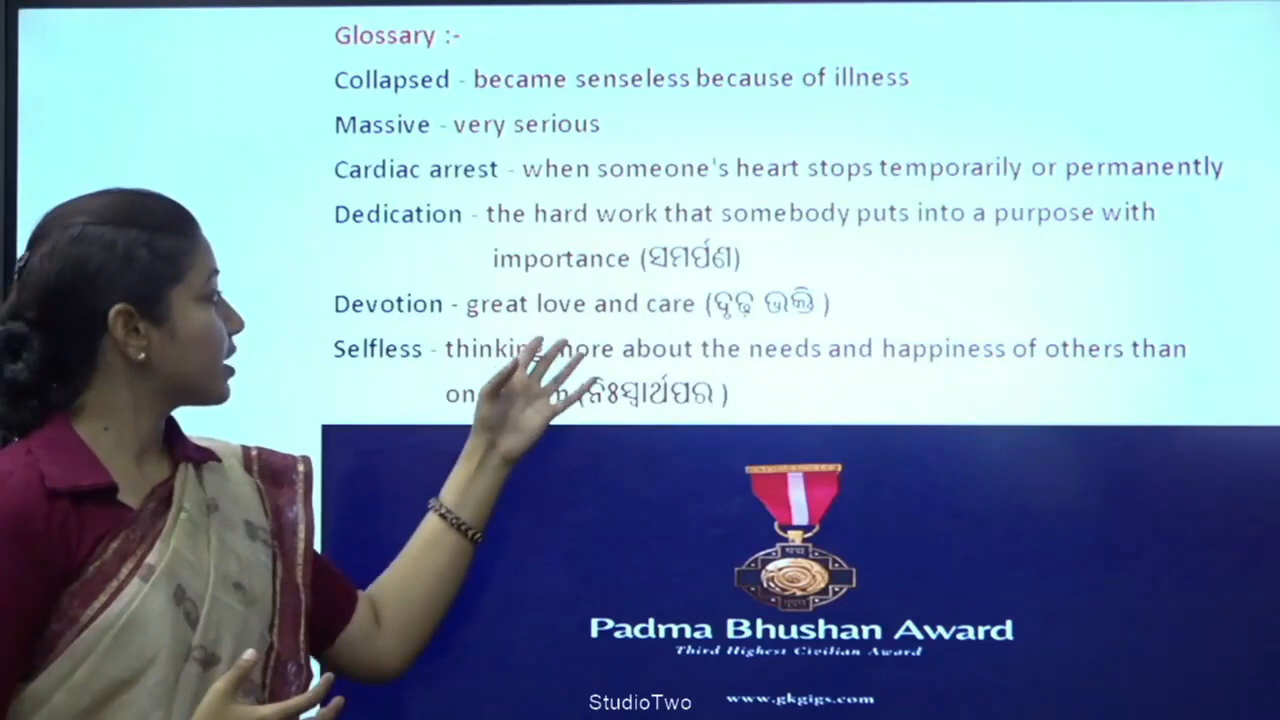 Glossary :-
Collapsed - became senseless because of illness
Massive - very serious
Cardiac arrest - when someone's heart stops temporarily or permanently
Dedication - the hard work that somebody puts into a purpose with
importance (ସମର୍ପଣ)
Devotion - great love and care (ଦୃଢ଼ ଭକ୍ତି )
Selfless - thinking more about the needs and happiness of others than
(ନିଃସ୍ୱାର୍ଥପର )
Padma Bhushan Award
Third Highest Civilian Award
StudioTwo www.gkgigs.com